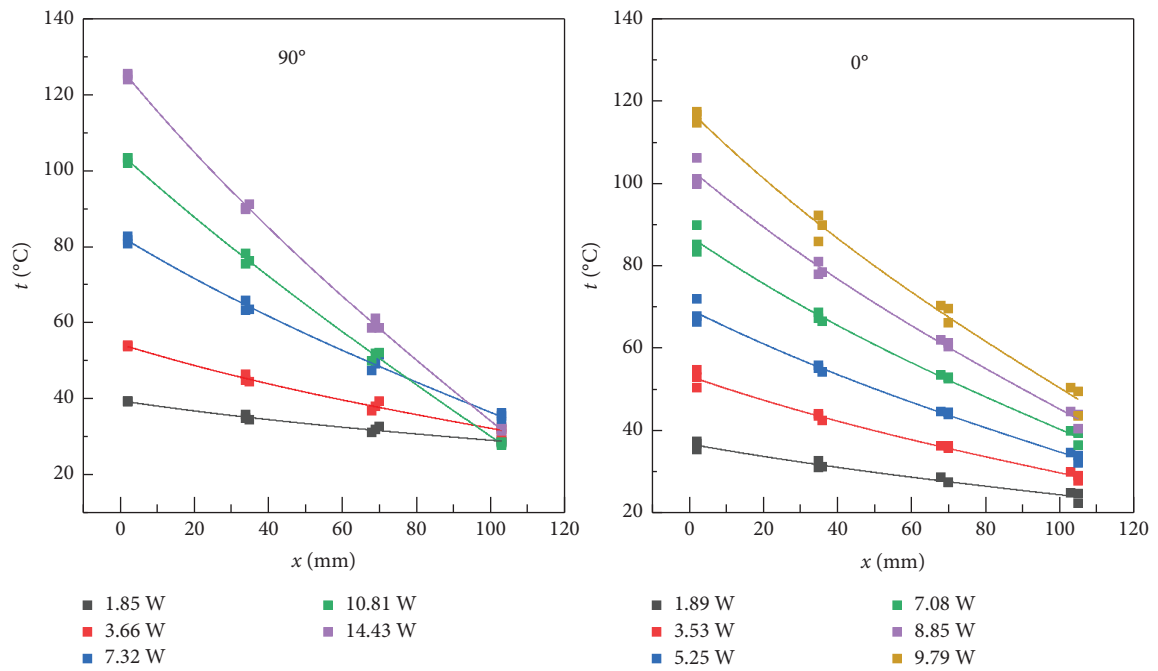 140
120
100
80
60
40
20
t (°C)
90°
0 20 40 60 80 100 120
x (mm)
1.85 W
3.66 W
7.32 W
10.81 W
14.43 W
140
120
100
80
60
40
20
t (°C)
0°
0 20 40 60 80 100 120
x (mm)
1.89 W
3.53 W
5.25 W
7.08 W
8.85 W
9.79 W